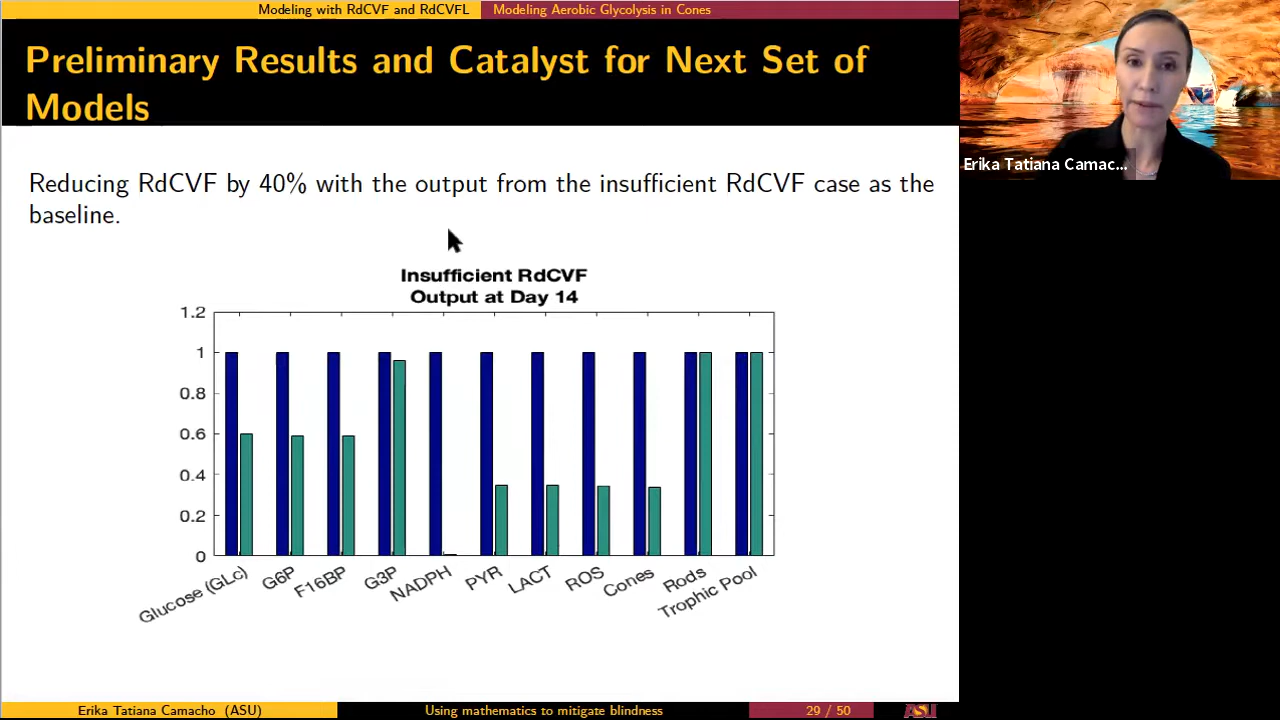 Modeling with RdCVF and RdCVFL Modeling Aerobic Glycolysis in Cones
Preliminary Results and Catalyst for Next Set of
Models
Reducing RdCVF by 40% with the output from the insufficient RdCVF case as the
baseline.
Insufficient RdCVF
Output at Day 14
1.2
1
0.8
0.6
0.4
0.2
0
Glucose (GLc) G6P F16BP G3P NADPH PYR LACT ROS Cones Rods Trophic Pool
Erika Tatiana Camacho (ASU) Using mathematics to mitigate blindness 29 / 50 ASU
Erika Tatiana Camac...